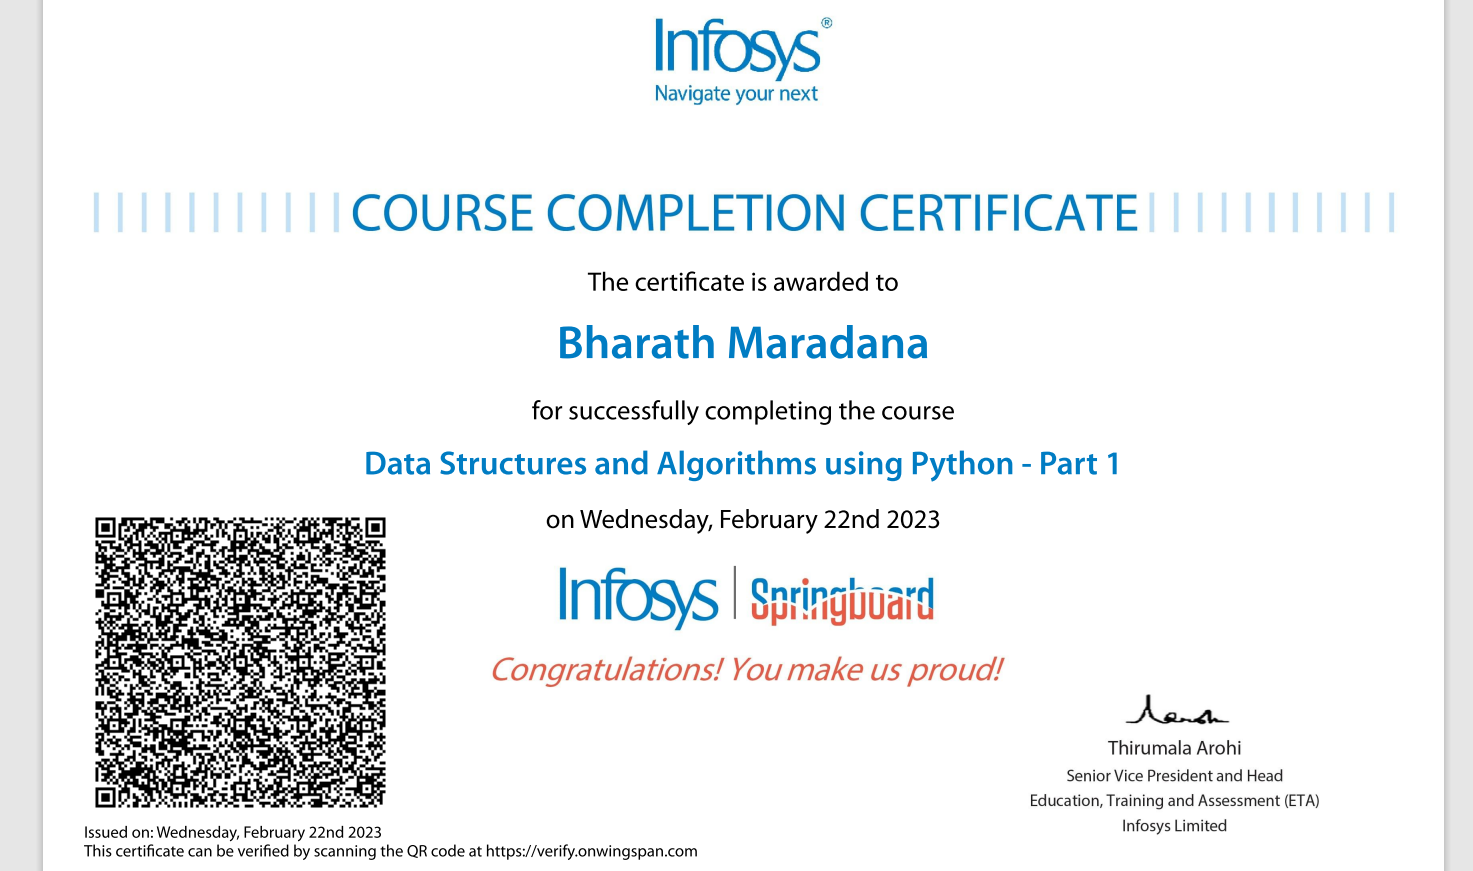 Infosys®
Navigate your next
COURSE COMPLETION CERTIFICATE
The certificate is awarded to
Bharath Maradana
for successfully completing the course
Data Structures and Algorithms using Python - Part 1
on Wednesday, February 22nd 2023
Infosys | Springboard
Congratulations! You make us proud!
Thirumala Arohi
Senior Vice President and Head
Education, Training and Assessment (ETA)
Infosys Limited
Issued on: Wednesday, February 22nd 2023
This certificate can be verified by scanning the QR code at https://verify.onwingspan.com